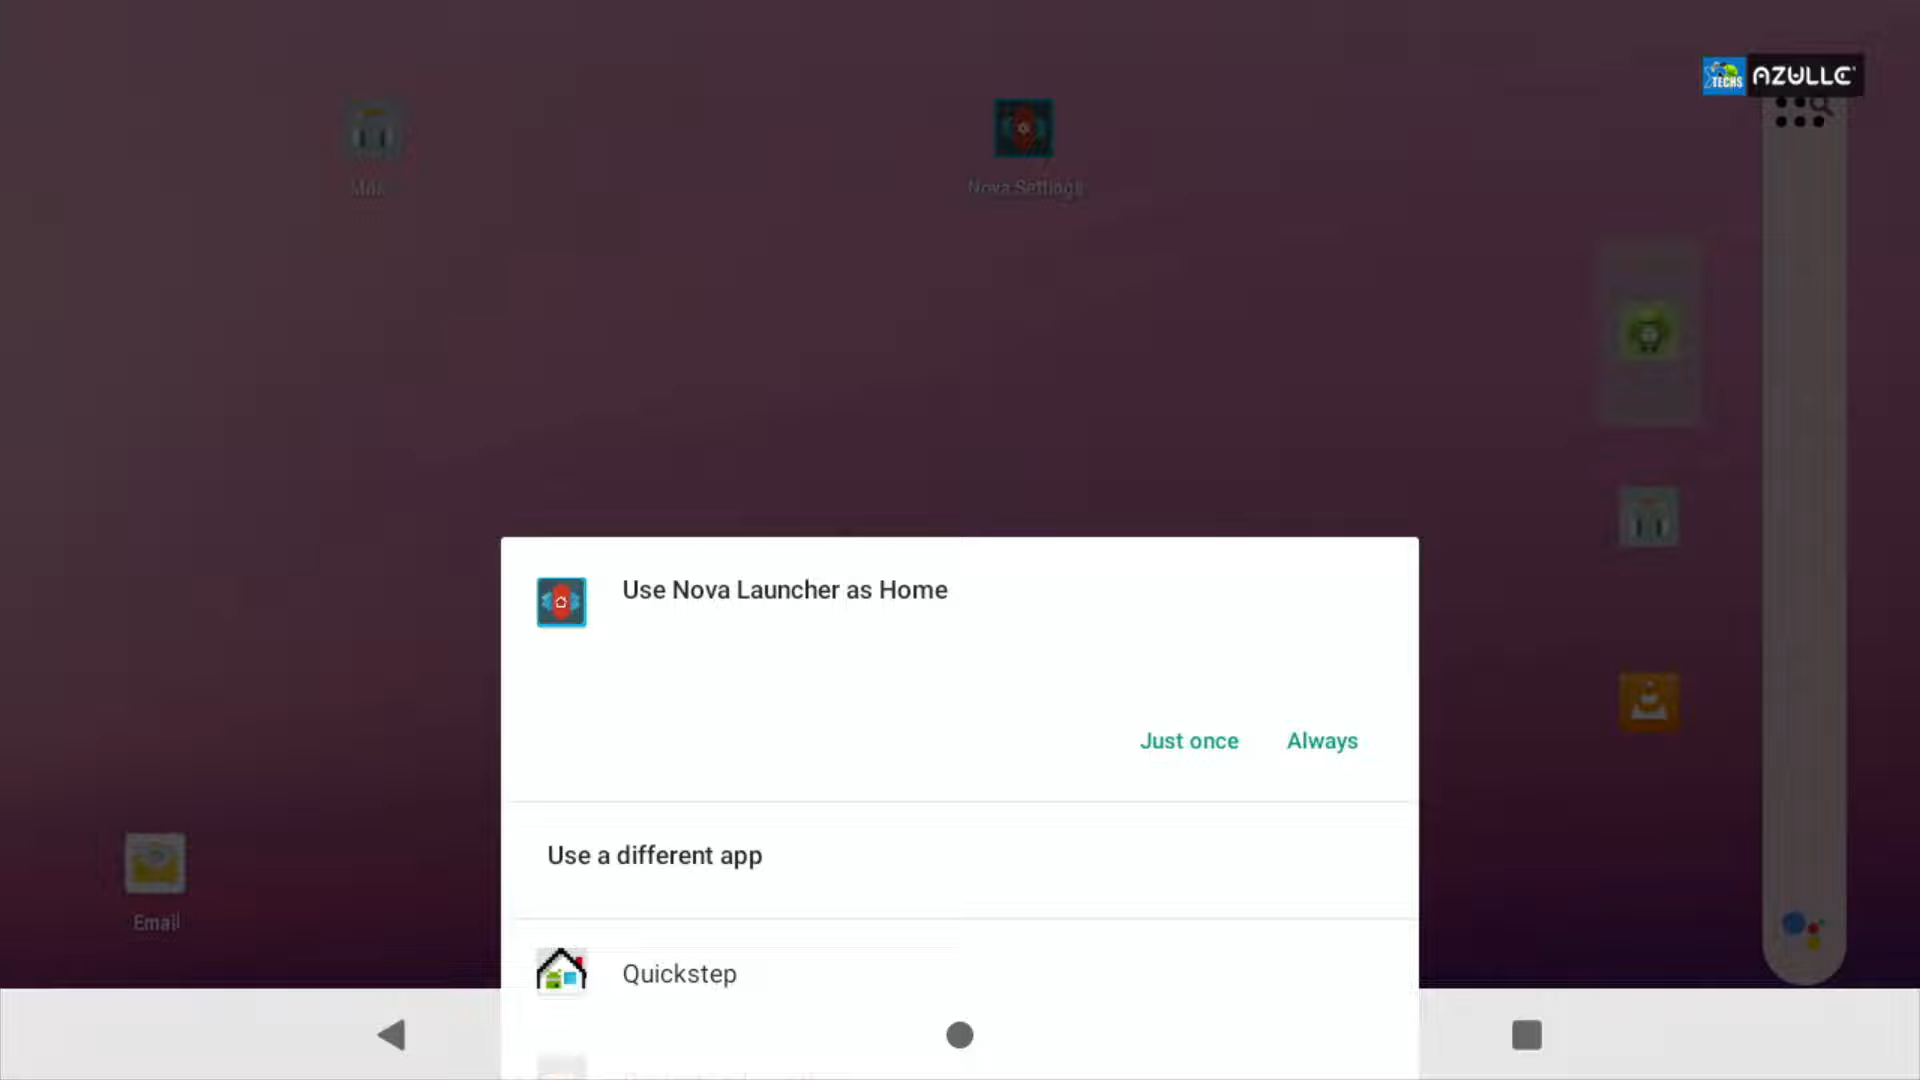 TECHS AZULLE
Nova Settings
Use Nova Launcher as Home
Just once Always
Use a different app
Email
Quickstep